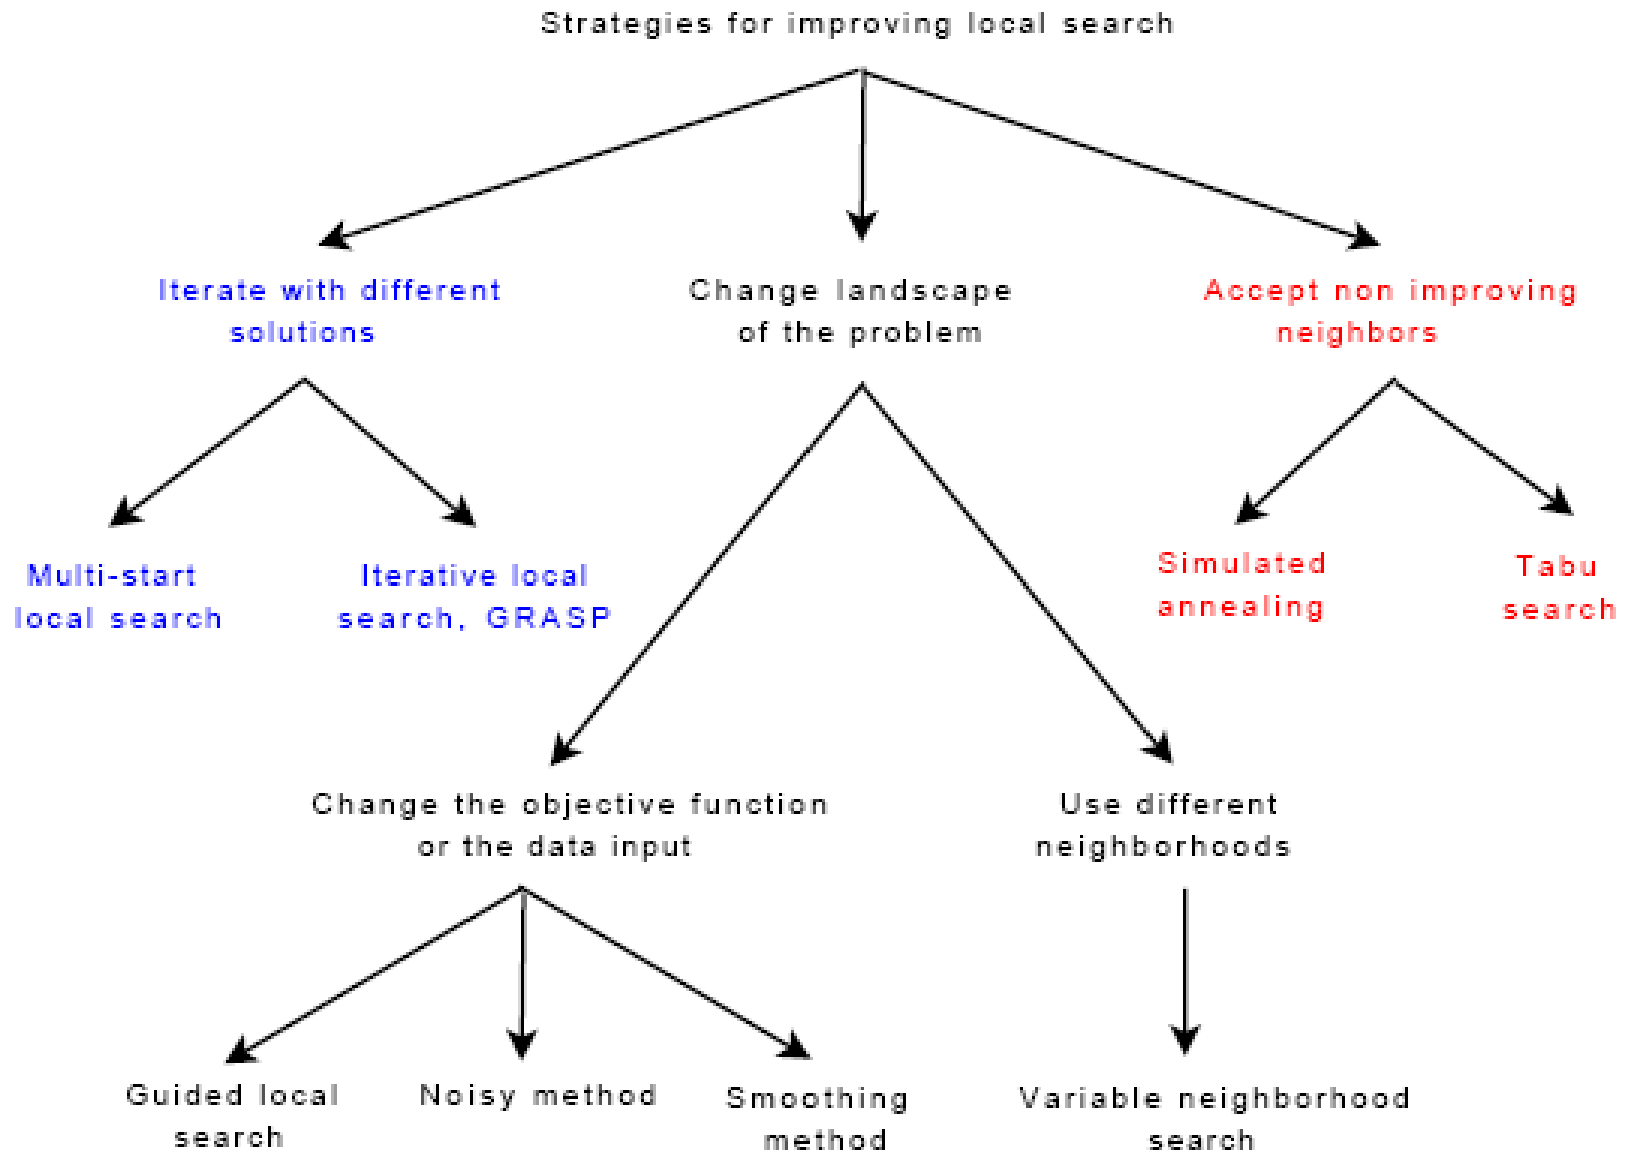 Strategies for improving local search
Iterate with different
solutions
Change landscape
of the problem
Accept non improving
neighbors
Multi-start
local search
Iterative local
search, GRASP
Simulated
annealing
Tabu
search
Change the objective function
or the data input
Use different
neighborhoods
Guided local
search
Noisy method
Smoothing
method
Variable neighborhood
search